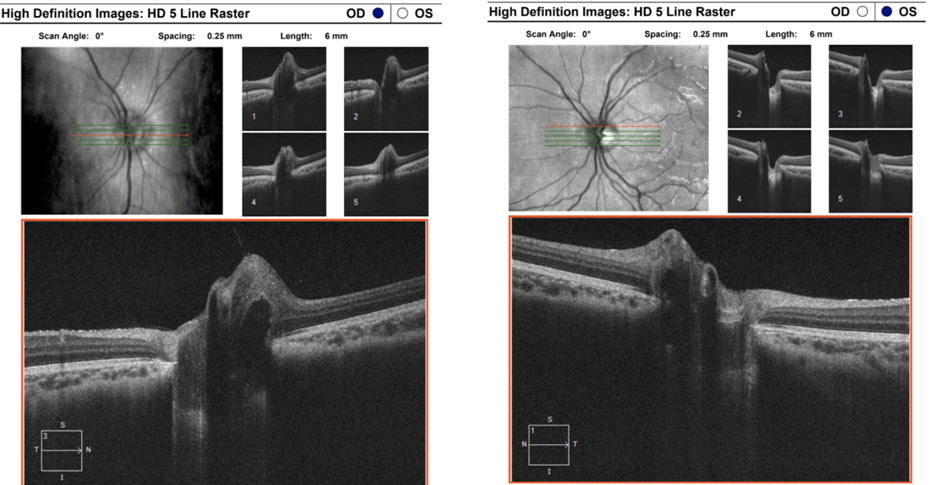 High Definition Images: HD 5 Line Raster OD OS
Scan Angle: 0° Spacing: 0.25 mm Length: 6 mm
1 2
4 5
3
S
T N
I
High Definition Images: HD 5 Line Raster OD OS
Scan Angle: 0° Spacing: 0.25 mm Length: 6 mm
2 3
4 5
1
S
N T
I